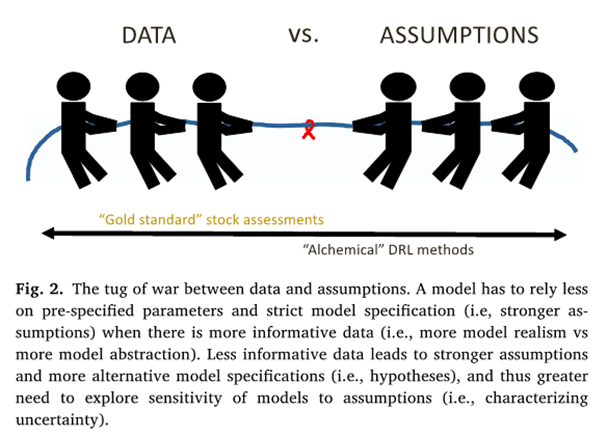 DATA vs. ASSUMPTIONS
“Gold standard” stock assessments
“Alchemical” DRL methods
Fig. 2. The tug of war between data and assumptions. A model has to rely less
on pre-specified parameters and strict model specification (i.e, stronger as-
sumptions) when there is more informative data (i.e., more model realism vs
more model abstraction). Less informative data leads to stronger assumptions
and more alternative model specifications (i.e., hypotheses), and thus greater
need to explore sensitivity of models to assumptions (i.e., characterizing
uncertainty).